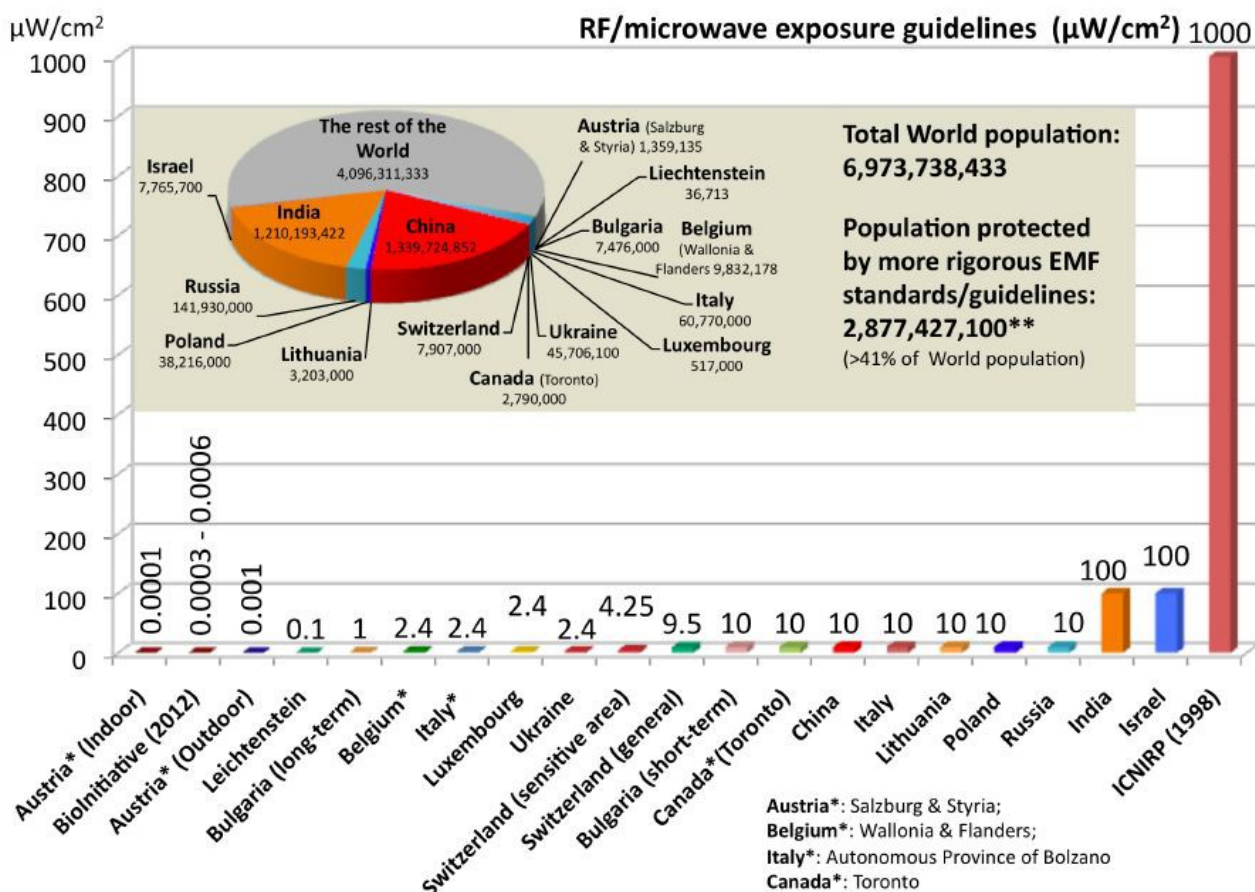 µW/cm²
RF/microwave exposure guidelines (µW/cm²)
1000
1000
900
800
700
600
500
400
300
200
100
0
The rest of the
World
4,096,311,333
Israel
7,765,700
India
1,210,193,422
China
1,339,724,852
Russia
141,930,000
Poland
38,216,000
Lithuania
3,203,000
Switzerland
7,907,000
Canada (Toronto)
2,790,000
Ukraine
45,706,100
Luxembourg
517,000
Italy
60,770,000
Belgium
(Wallonia &
Flanders 9,832,178
Bulgaria
7,476,000
Liechtenstein
36,713
Austria (Salzburg
& Styria) 1,359,135
Total World population:
6,973,738,433
Population protected
by more rigorous EMF
standards/guidelines:
2,877,427,100**
(>41% of World population)
0.0001
0.0003 - 0.0006
0.001
0.1
1
2.4
2.4
2.4
2.4
4.25
9.5
10
10
10
10
10
10
10
100
100
Austria* (Indoor)
BioInitiative (2012)
Austria* (Outdoor)
Leichtenstein
Bulgaria (long-term)
Belgium*
Italy*
Luxembourg
Ukraine
Switzerland (sensitive area)
Switzerland (general)
Bulgaria (short-term)
Canada*(Toronto)
China
Italy
Lithuania
Poland
Russia
India
Israel
ICNIRP (1998)
Austria*: Salzburg & Styria;
Belgium*: Wallonia & Flanders;
Italy*: Autonomous Province of Bolzano
Canada*: Toronto